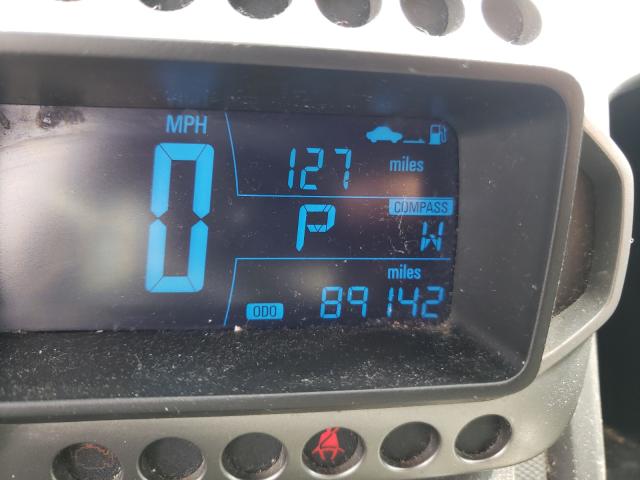 MPH
0
127 miles
P
COMPASS
W
miles
ODO 89142